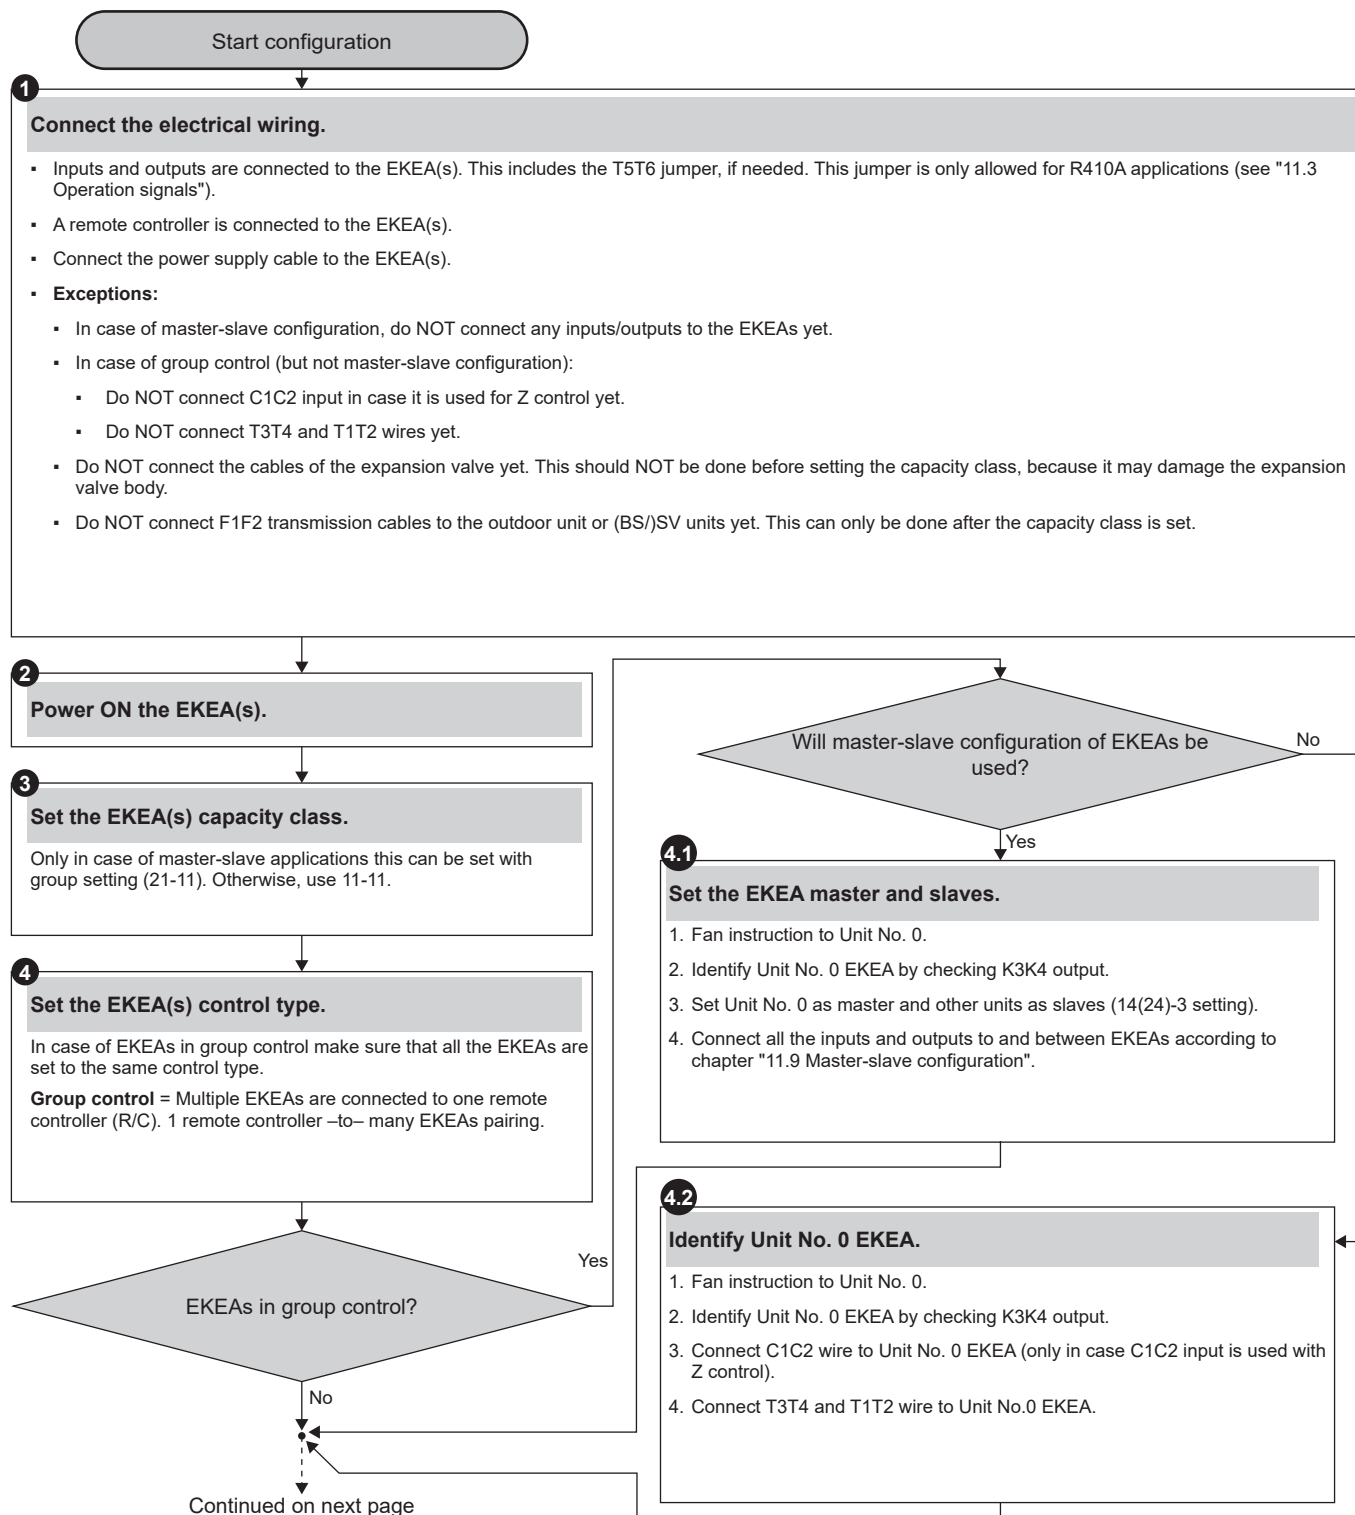 Start configuration
1
Connect the electrical wiring.
▪ Inputs and outputs are connected to the EKEA(s). This includes the T5T6 jumper, if needed. This jumper is only allowed for R410A applications (see "11.3
Operation signals").
▪ A remote controller is connected to the EKEA(s).
▪ Connect the power supply cable to the EKEA(s).
▪ Exceptions:
▪ In case of master-slave configuration, do NOT connect any inputs/outputs to the EKEAs yet.
▪ In case of group control (but not master-slave configuration):
▪ Do NOT connect C1C2 input in case it is used for Z control yet.
▪ Do NOT connect T3T4 and T1T2 wires yet.
▪ Do NOT connect the cables of the expansion valve yet. This should NOT be done before setting the capacity class, because it may damage the expansion
valve body.
▪ Do NOT connect F1F2 transmission cables to the outdoor unit or (BS/)SV units yet. This can only be done after the capacity class is set.
2
Power ON the EKEA(s).
3
Set the EKEA(s) capacity class.
Only in case of master-slave applications this can be set with
group setting (21-11). Otherwise, use 11-11.
4
Set the EKEA(s) control type.
In case of EKEAs in group control make sure that all the EKEAs are
set to the same control type.
Group control = Multiple EKEAs are connected to one remote
controller (R/C). 1 remote controller –to– many EKEAs pairing.
EKEAs in group control?
Yes
No
Continued on next page
Will master-slave configuration of EKEAs be
used?
No
Yes
4.1
Set the EKEA master and slaves.
1. Fan instruction to Unit No. 0.
2. Identify Unit No. 0 EKEA by checking K3K4 output.
3. Set Unit No. 0 as master and other units as slaves (14(24)-3 setting).
4. Connect all the inputs and outputs to and between EKEAs according to
chapter "11.9 Master-slave configuration".
4.2
Identify Unit No. 0 EKEA.
1. Fan instruction to Unit No. 0.
2. Identify Unit No. 0 EKEA by checking K3K4 output.
3. Connect C1C2 wire to Unit No. 0 EKEA (only in case C1C2 input is used with
Z control).
4. Connect T3T4 and T1T2 wire to Unit No.0 EKEA.